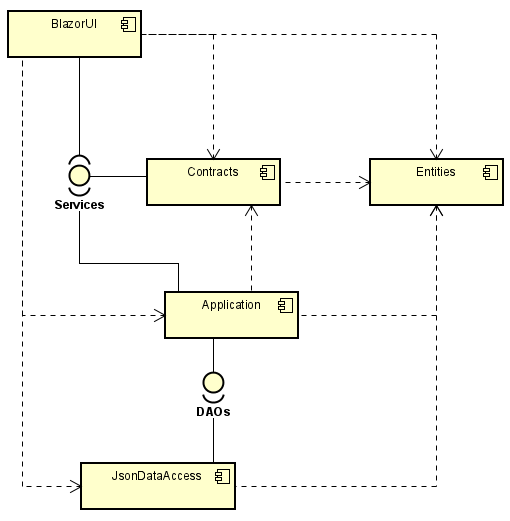 BlazorUI
Contracts
Entities
Services
Application
DAOs
JsonDataAccess